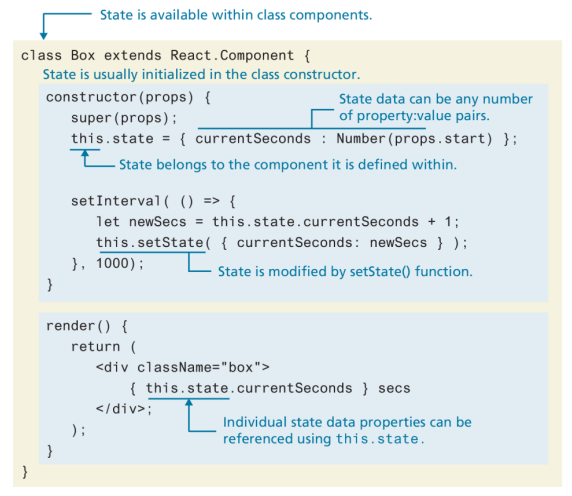 State is available within class components.
class Box extends React.Component {
State is usually initialized in the class constructor.
constructor(props) {
State data can be any number
of property:value pairs.
super(props);
this.state = { currentSeconds : Number(props.start) };
State belongs to the component it is defined within.
setInterval( () => {
let newSecs = this.state.currentSeconds + 1;
this.setState( { currentSeconds: newSecs } );
}, 1000);
State is modified by setState() function.
}
render() {
return (
<div className="box">
{ this.state.currentSeconds } secs
</div>;
);
Individual state data properties can be
referenced using this.state.
}
}